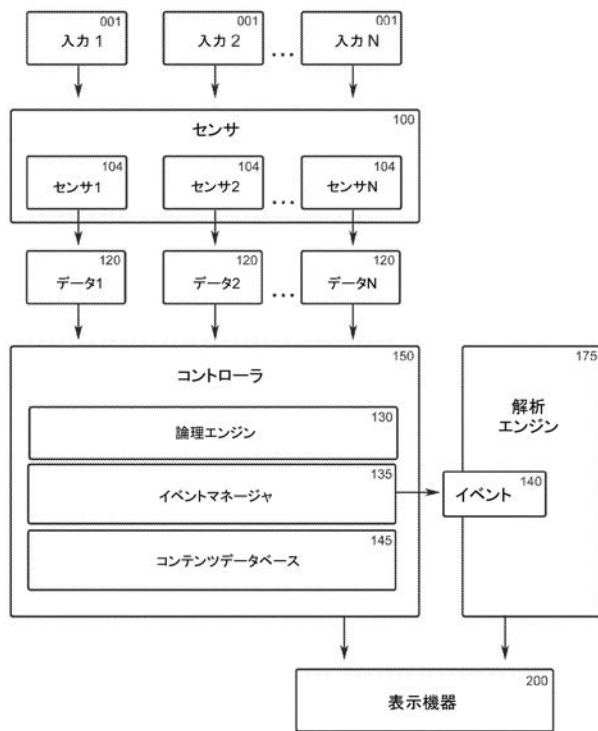 001 001 001
入力 1 入力 2 ... 入力 N
100
センサ
104 104 104
センサ1 センサ2 ... センサN
120 120 120
データ1 データ2 ... データN
150 175
コントローラ
解析
エンジン
130
論理エンジン
135
イベントマネージャ
140
イベント
145
コンテンツデータベース
200
表示機器